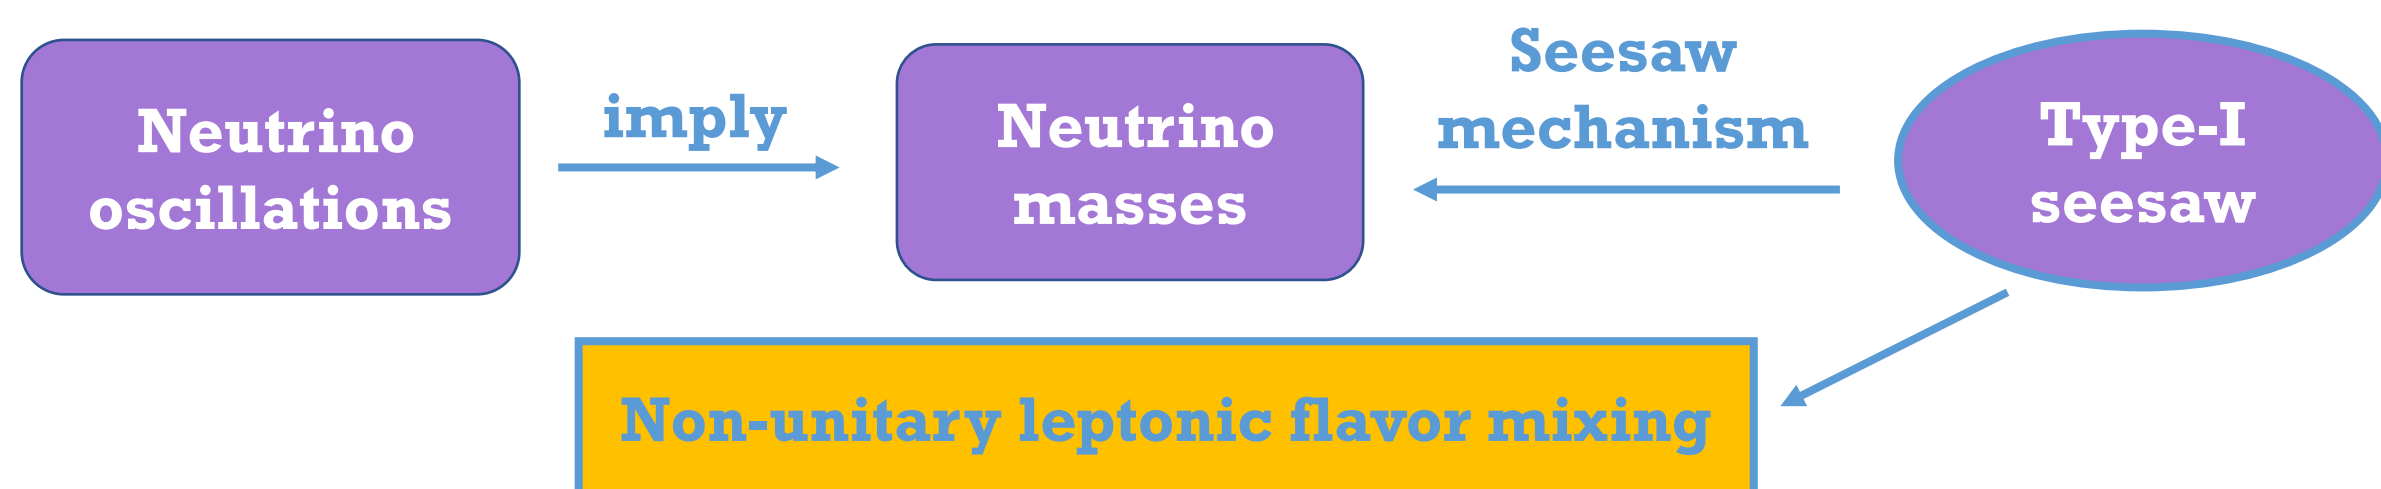 Neutrino
oscillations
imply
Neutrino
masses
Seesaw
mechanism
Type-I
seesaw
Non-unitary leptonic flavor mixing